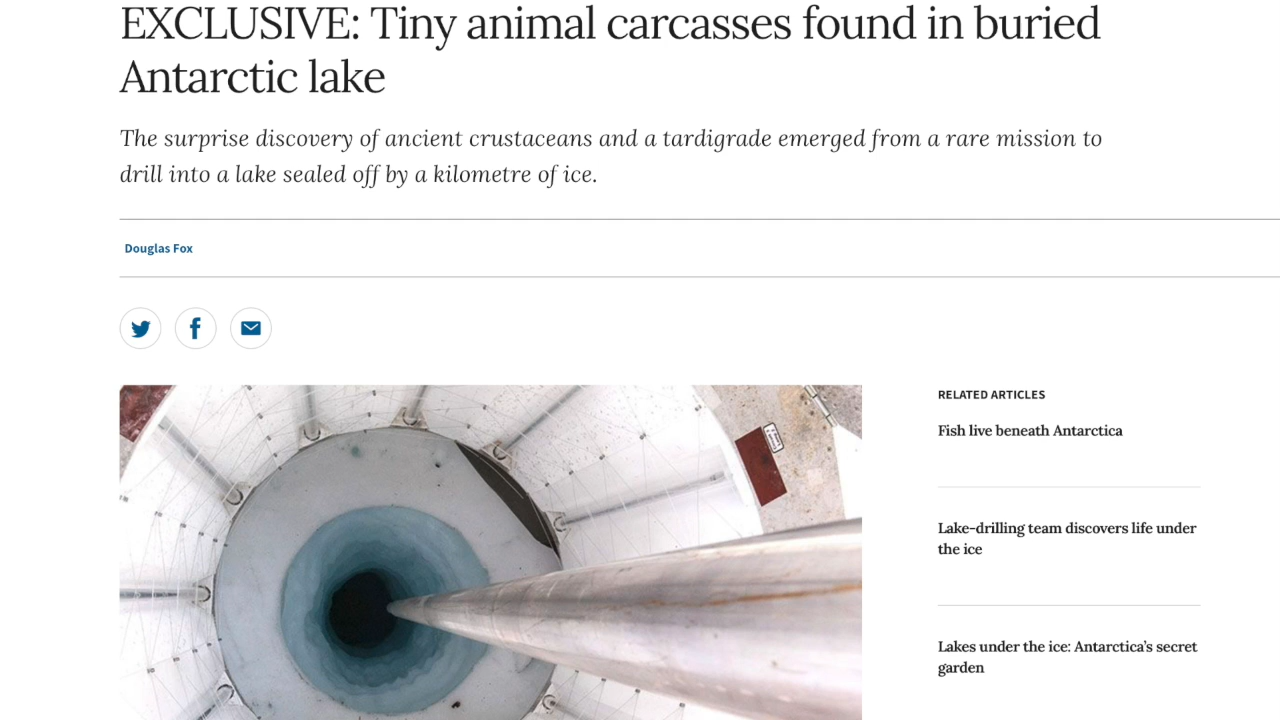 EXCLUSIVE: Tiny animal carcasses found in buried
Antarctic lake
The surprise discovery of ancient crustaceans and a tardigrade emerged from a rare mission to
drill into a lake sealed off by a kilometre of ice.
Douglas Fox
RELATED ARTICLES
Fish live beneath Antarctica
Lake-drilling team discovers life under
the ice
Lakes under the ice: Antarctica’s secret
garden